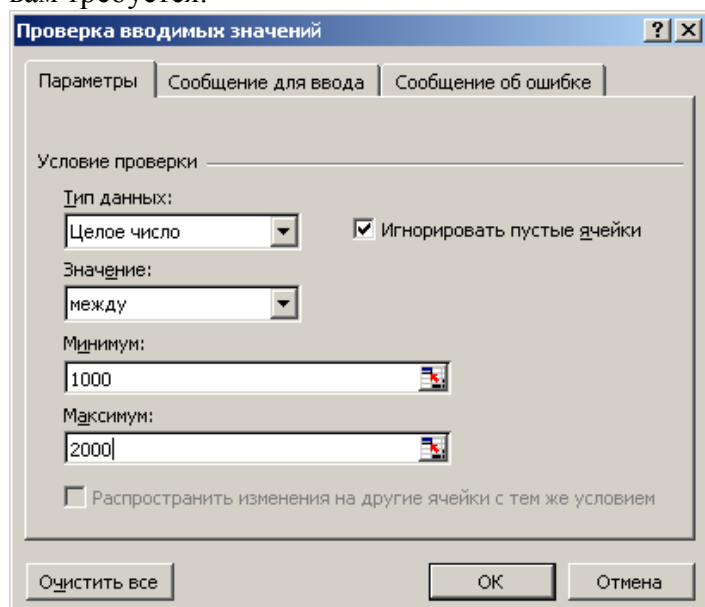 вам требуется.
Проверка вводимых значений
Параметры Сообщение для ввода Сообщение об ошибке
Условие проверки
Тип данных:
Целое число Игнорировать пустые ячейки
Значение:
между
Минимум:
1000
Максимум:
2000
Распространить изменения на другие ячейки с тем же условием
Очистить все ОК Отмена